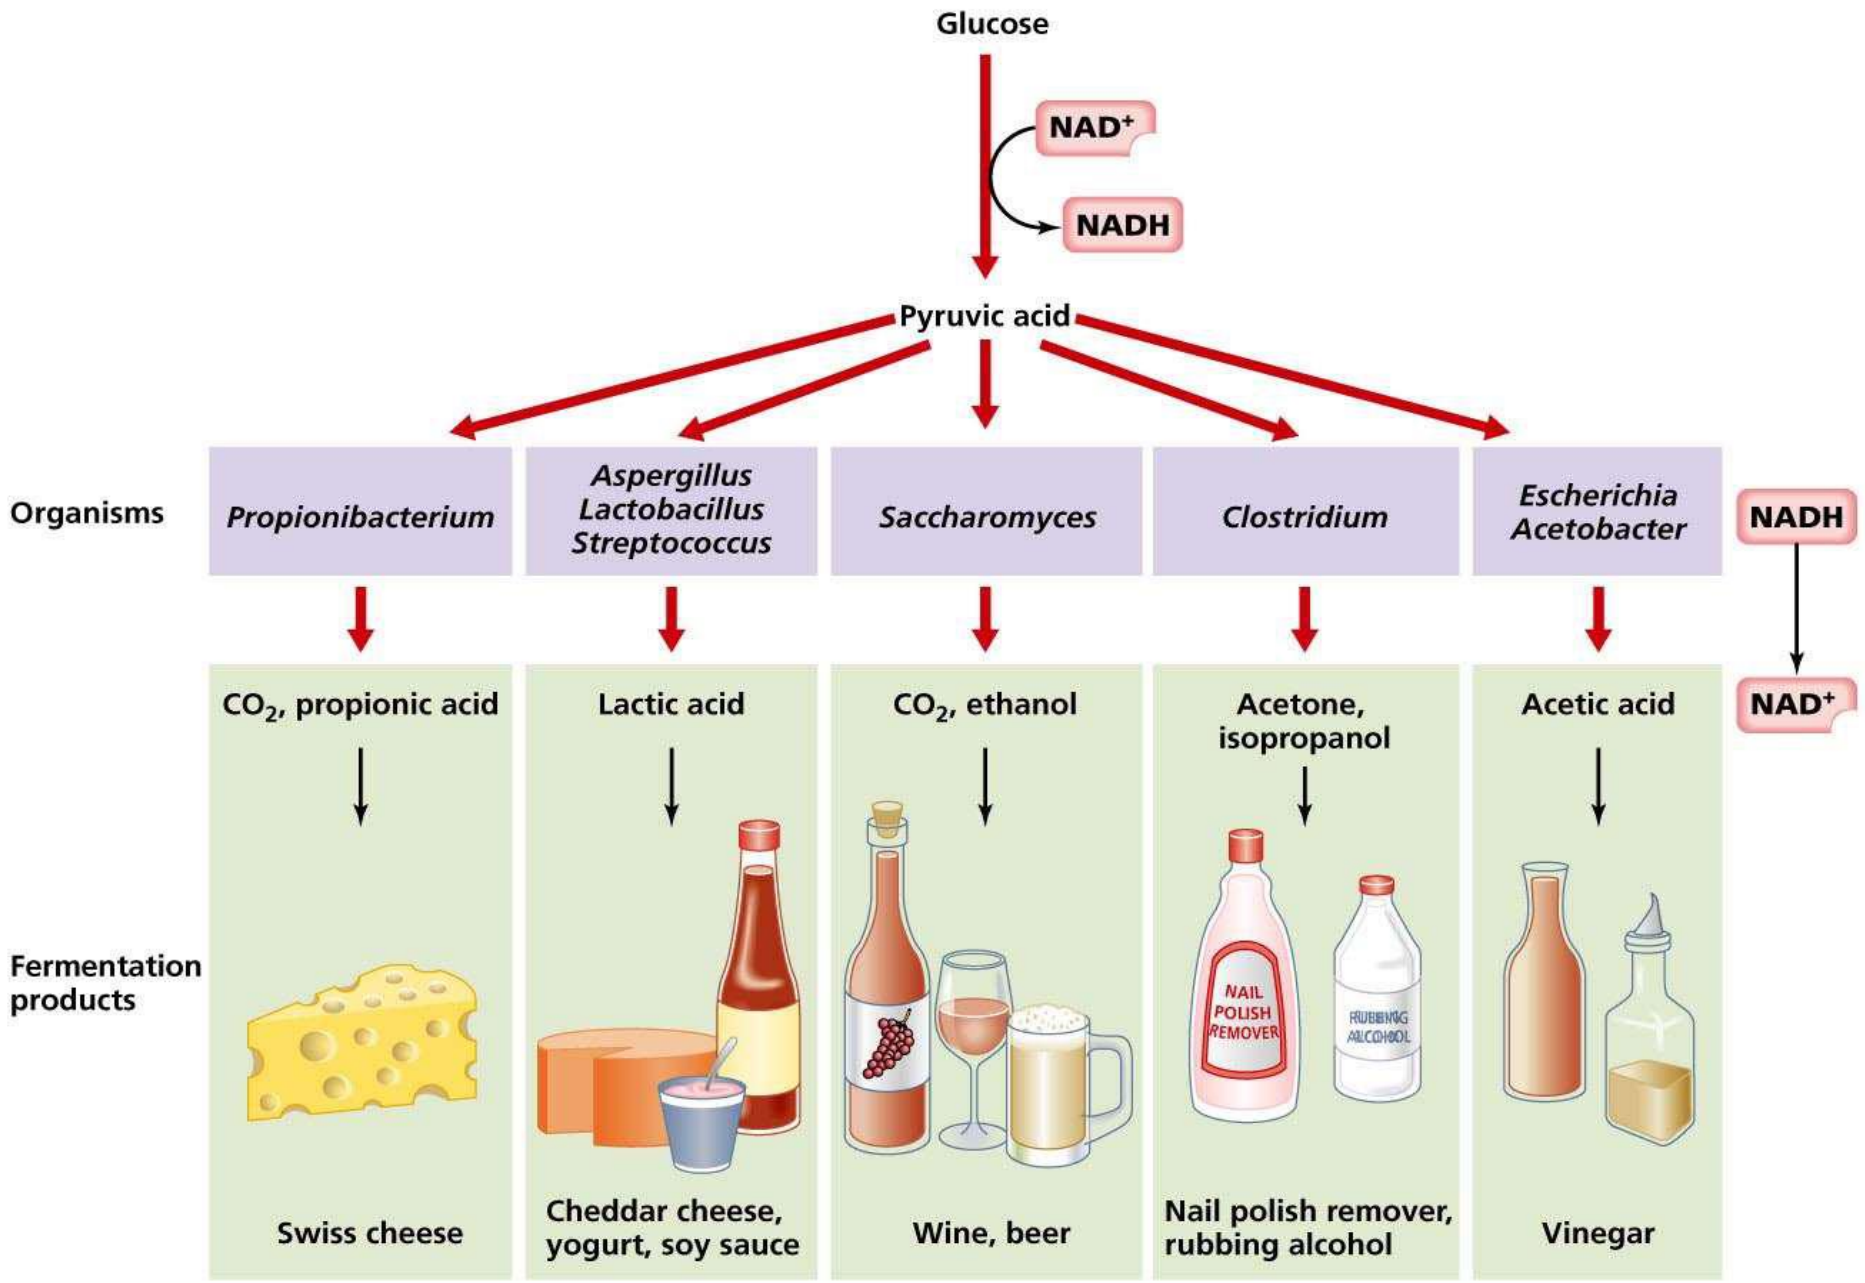 Glucose
NAD⁺
NADH
Pyruvic acid
Organisms
Propionibacterium
Aspergillus
Lactobacillus
Streptococcus
Saccharomyces
Clostridium
Escherichia
Acetobacter
NADH
NAD⁺
CO₂, propionic acid
Lactic acid
CO₂, ethanol
Acetone,
isopropanol
Acetic acid
Fermentation
products
NAIL
POLISH
REMOVER
RUBBING
ALCOHOL
Swiss cheese
Cheddar cheese,
yogurt, soy sauce
Wine, beer
Nail polish remover,
rubbing alcohol
Vinegar